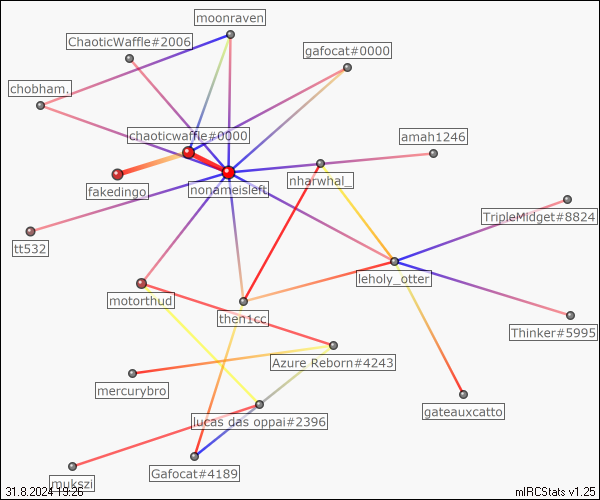 moonraven
ChaoticWaffle#2006
gafocat#0000
chobham.
chaoticwaffle#0000
amah1246
nharwhal_
fakedingo
nonameisleft
TripleMidget#8824
tt532
leholy_otter
motorthud
then1cc
Thinker#5995
Azure Reborn#4243
mercurybro
gateauxcatto
lucas das oppai#2396
Gafocat#4189
mukszi
31.8.2024 19:26
mIRCStats v1.25